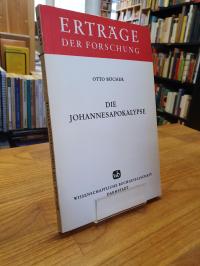 ERTRÄGE
DER FORSCHUNG
OTTO BÖCHER
DIE
JOHANNESAPOKALYPSE
WISSENSCHAFTLICHE BUCHGESELLSCHAFT
DARMSTADT